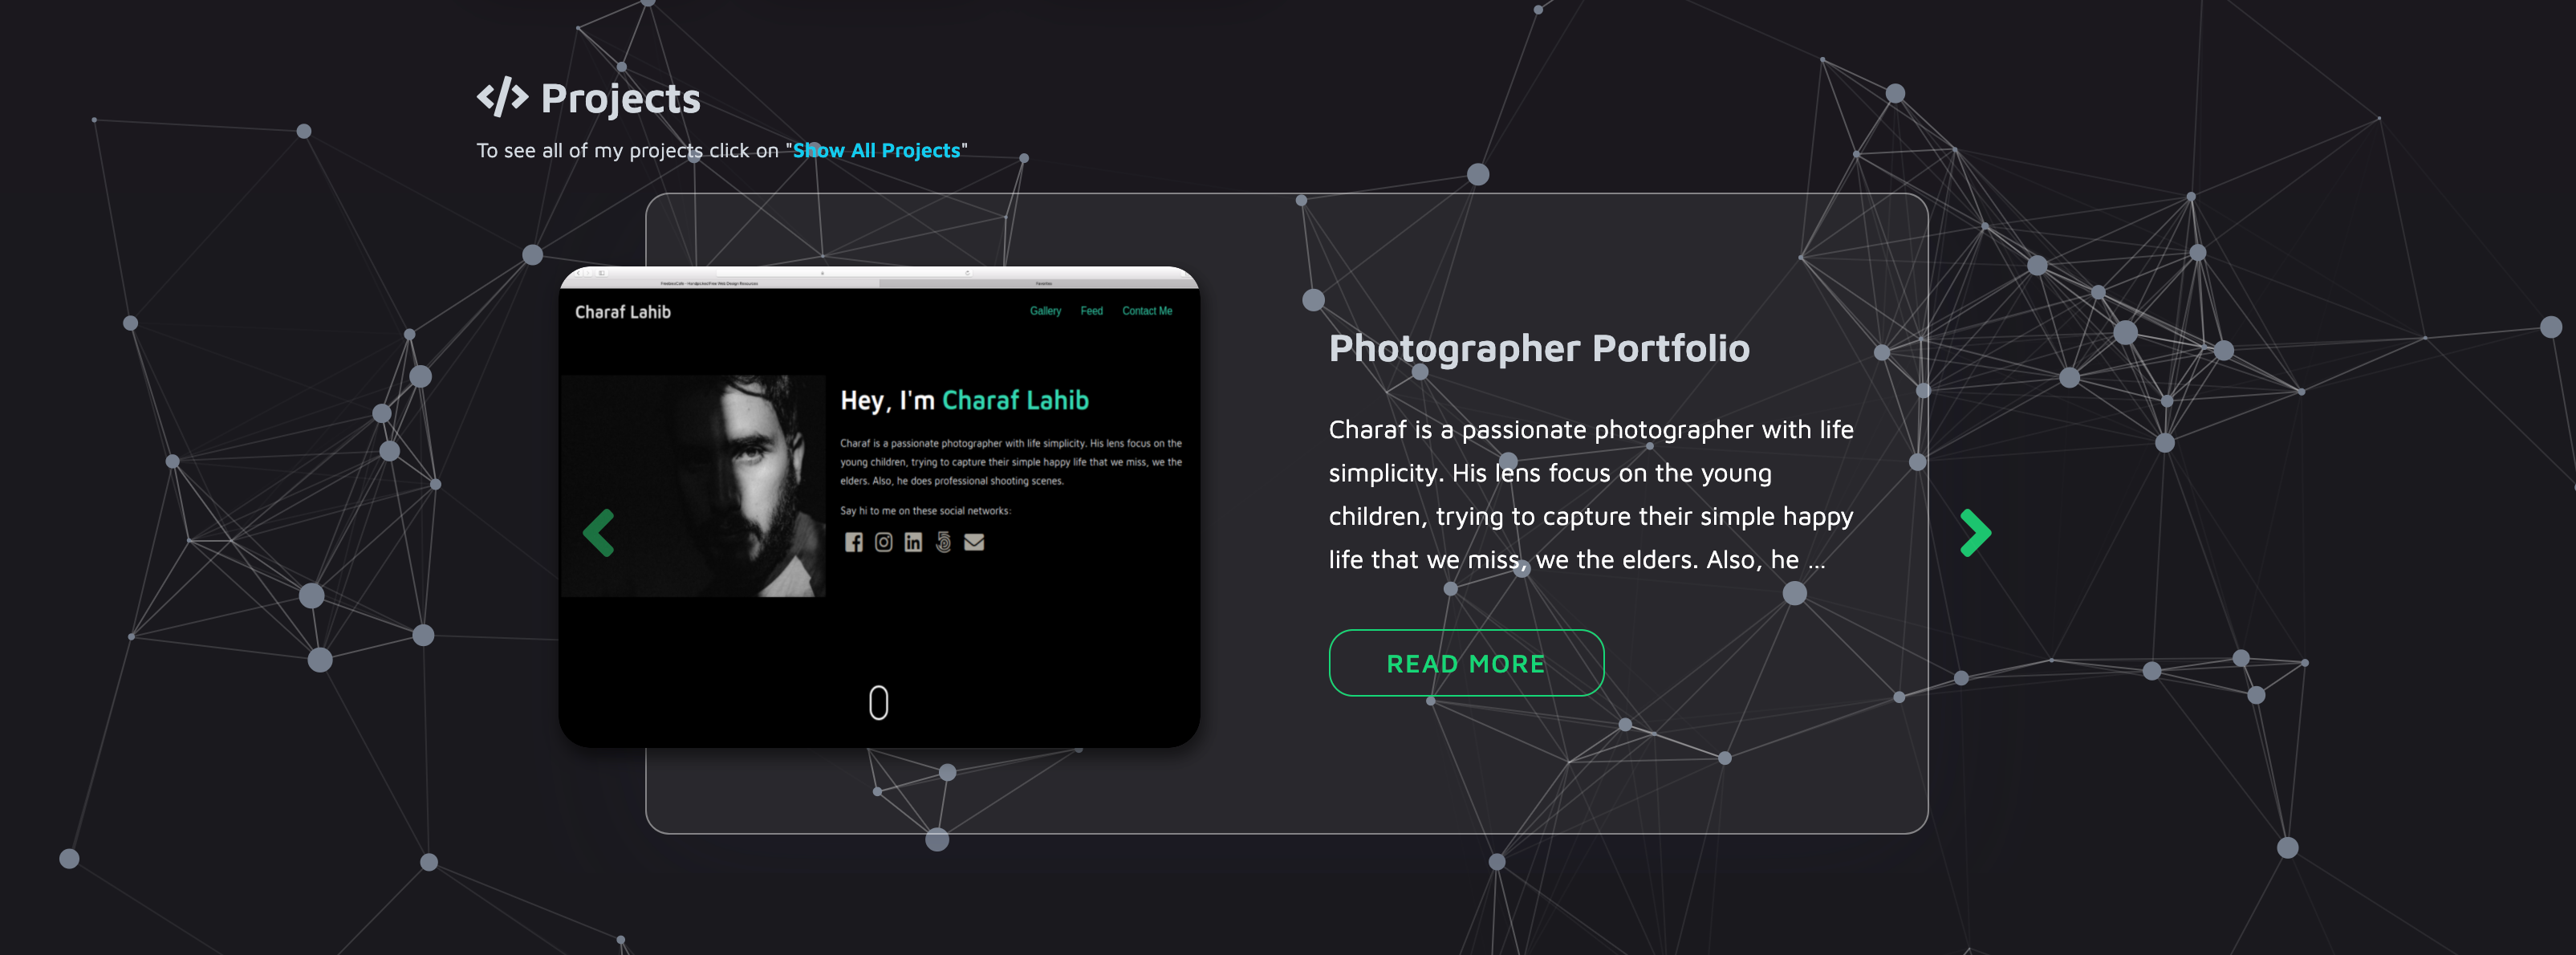 </> Projects
To see all of my projects click on "Show All Projects"
Charaf Lahib
Gallery Feed Contact Me
Hey, I'm Charaf Lahib
Charaf is a passionate photographer with life simplicity. His lens focus on the
young children, trying to capture their simple happy life that we miss, we the
elders. Also, he does professional shooting scenes.
Say hi to me on these social networks:
Photographer Portfolio
Charaf is a passionate photographer with life
simplicity. His lens focus on the young
children, trying to capture their simple happy
life that we miss, we the elders. Also, he ...
READ MORE